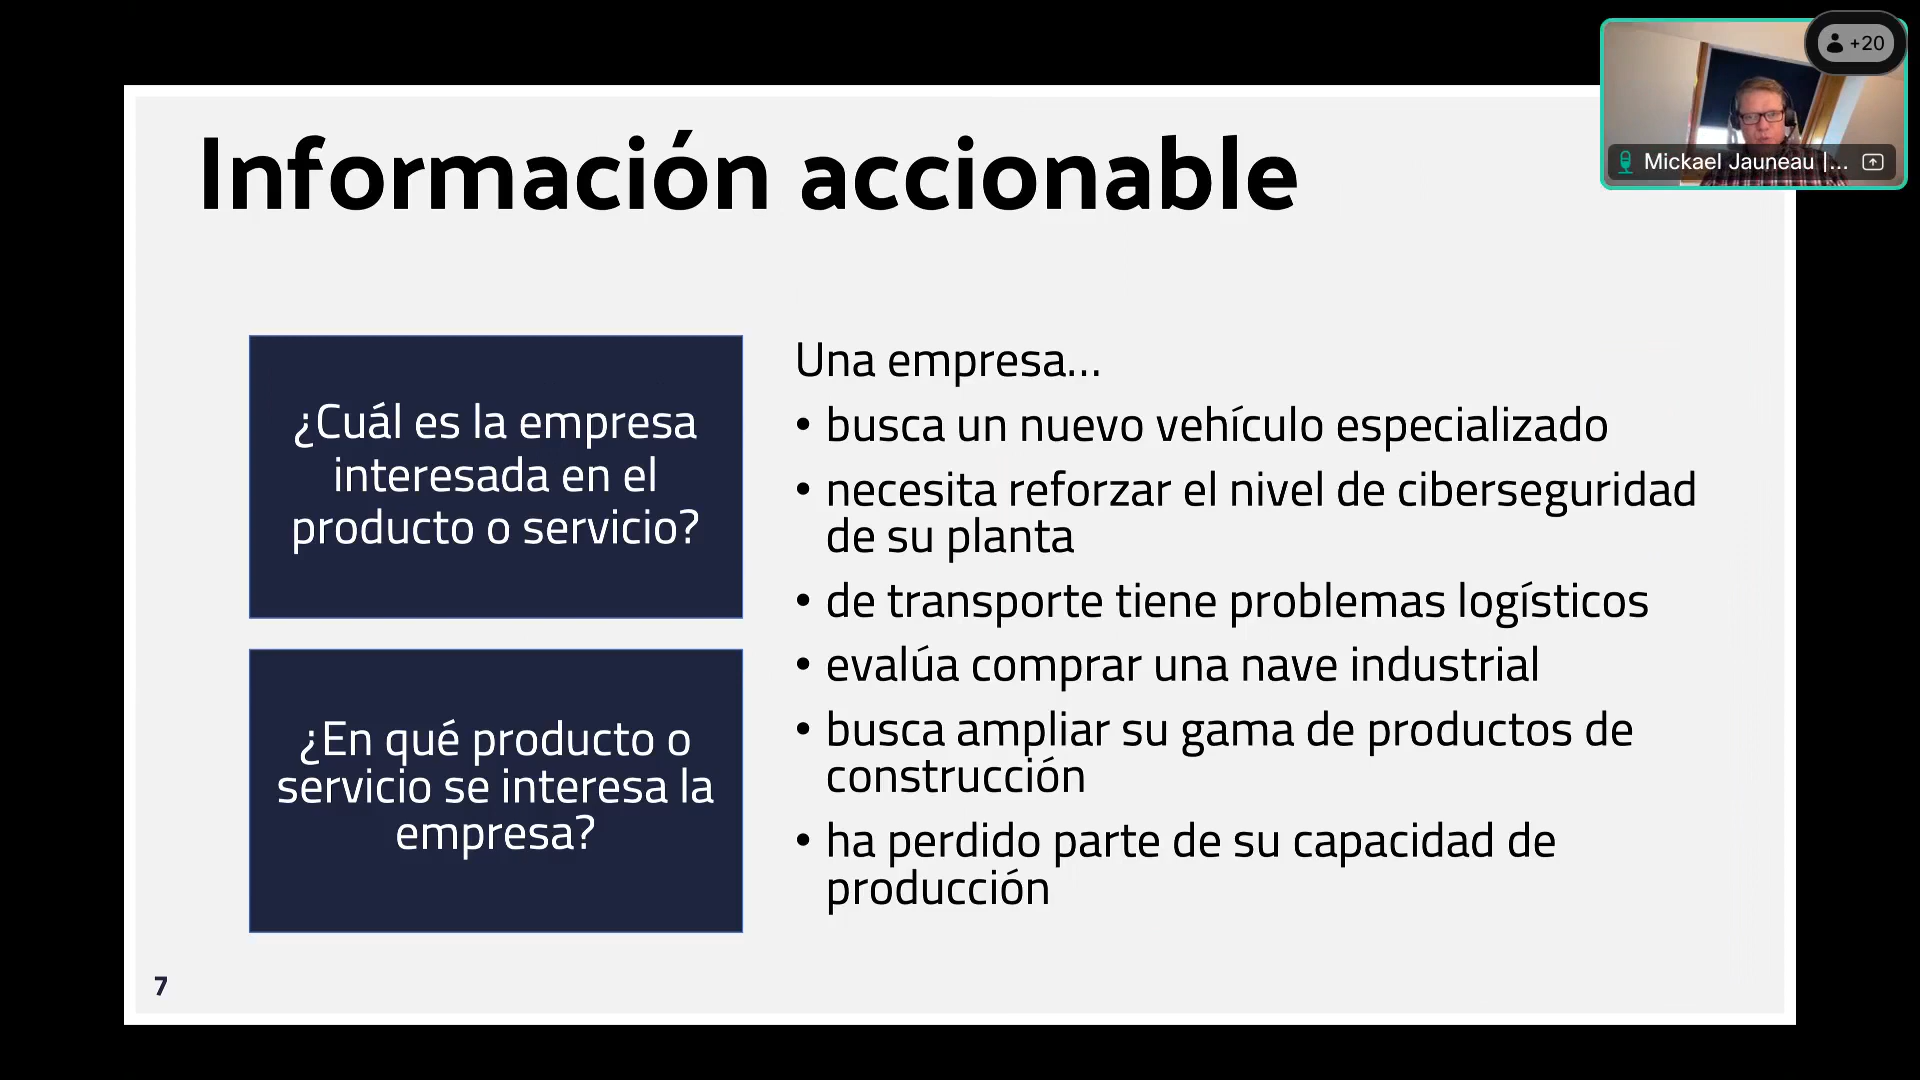 +20
Mickael Jauneau |...
Información accionable
¿Cuál es la empresa
interesada en el
producto o servicio?
¿En qué producto o
servicio se interesa la
empresa?
Una empresa...
• busca un nuevo vehículo especializado
• necesita reforzar el nivel de ciberseguridad
de su planta
• de transporte tiene problemas logísticos
• evalúa comprar una nave industrial
• busca ampliar su gama de productos de
construcción
• ha perdido parte de su capacidad de
producción
7